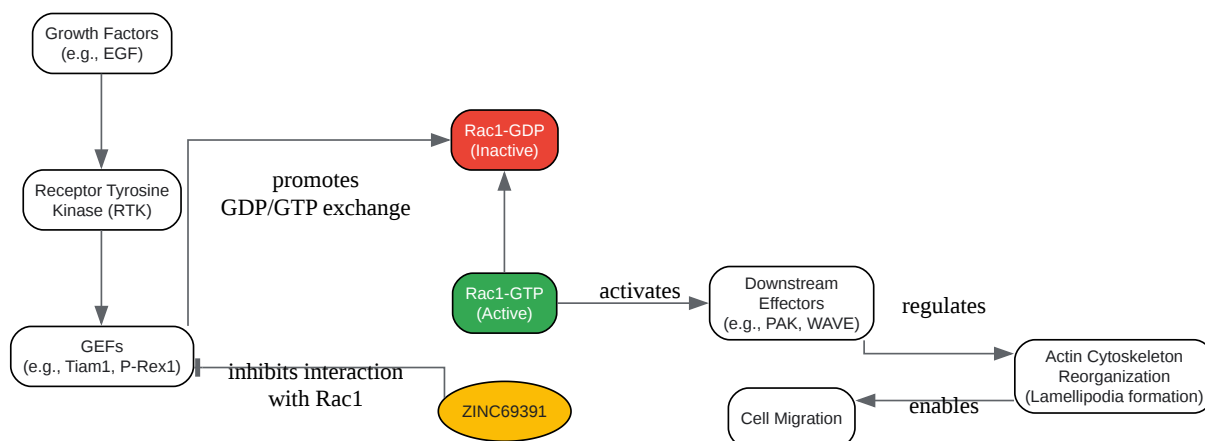 Growth Factors
(e.g., EGF)
Receptor Tyrosine
Kinase (RTK)
GEFs
(e.g., Tiam1, P-Rex1)
promotes
GDP/GTP exchange
Rac1-GDP
(Inactive)
Rac1-GTP
(Active)
inhibits interaction
with Rac1
ZINC69391
activates
Downstream
Effectors
(e.g., PAK, WAVE)
regulates
Actin Cytoskeleton
Reorganization
(Lamellipodia formation)
enables
Cell Migration